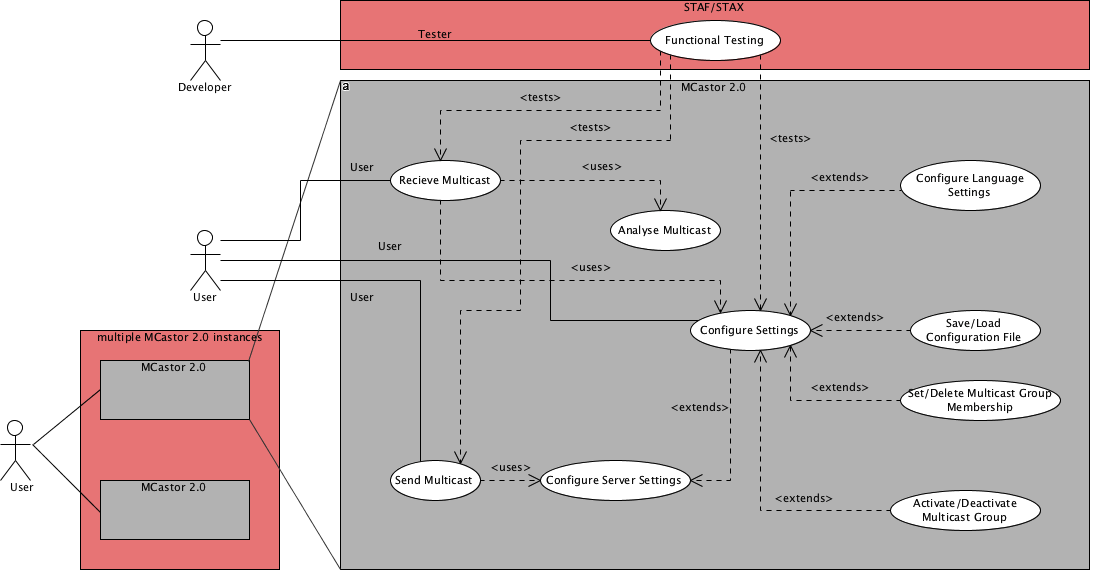 STAF/STAX
Tester
Functional Testing
Developer
a
MCastor 2.0
<tests>
<tests>
<tests>
User
<uses>
Recieve Multicast
<extends>
Configure Language
Settings
Analyse Multicast
User
User
<uses>
User
<extends>
Configure Settings
Save/Load
Configuration File
multiple MCastor 2.0 instances
MCastor 2.0
<extends>
Set/Delete Multicast Group
Membership
<extends>
User
MCastor 2.0
Send Multicast
<uses>
Configure Server Settings
<extends>
Activate/Deactivate
Multicast Group